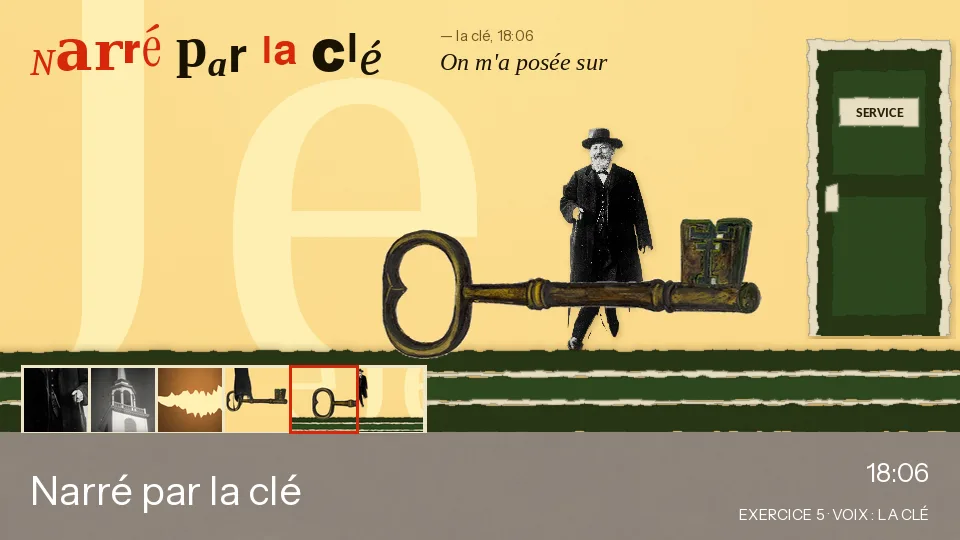 Narré par la clé
— la clé, 18:06
On m'a posée sur
Je
SERVICE
Narré par la clé
18:06
EXERCICE 5 · VOIX : LA CLÉ